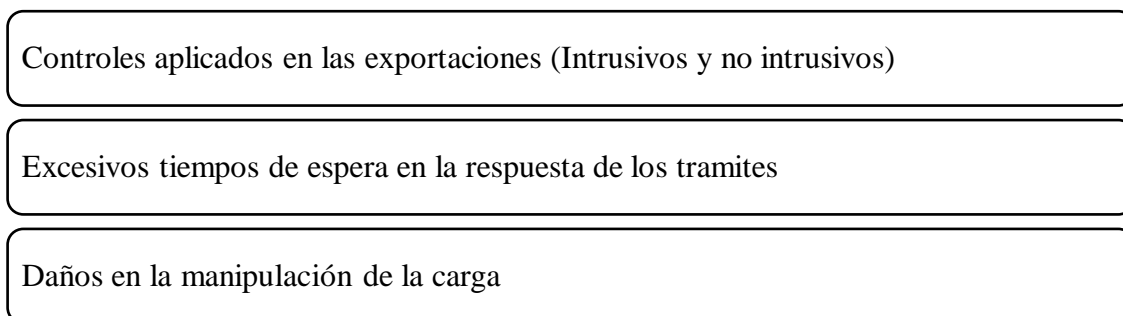 Controles aplicados en las exportaciones (Intrusivos y no intrusivos)
Excesivos tiempos de espera en la respuesta de los tramites
Daños en la manipulación de la carga